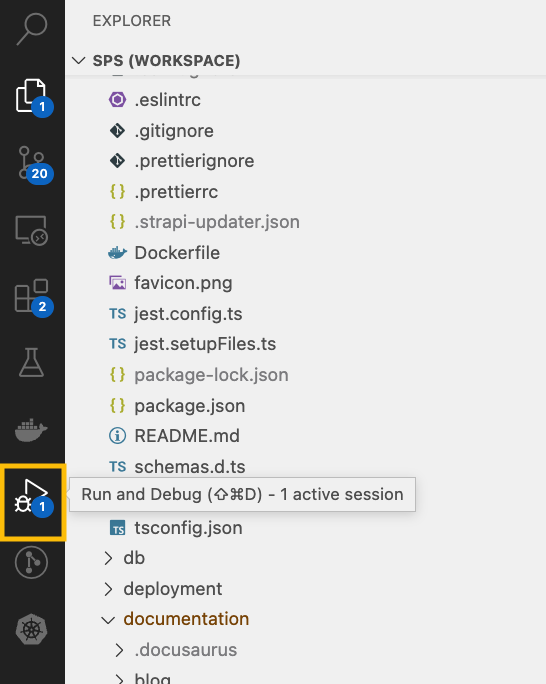 EXPLORER
SPS (WORKSPACE)
.eslintrc
1
.gitignore
.prettierignore
20
.prettierrc
{} .strapi-updater.json
Dockerfile
favicon.png
2
TS jest.config.ts
TS jest.setupFiles.ts
{} package-lock.json
{} package.json
README.md
TS schemas.d.ts
Run and Debug (⇧⌘D) - 1 active session
1
TS tsconfig.json
db
deployment
documentation
.docusaurus
blog